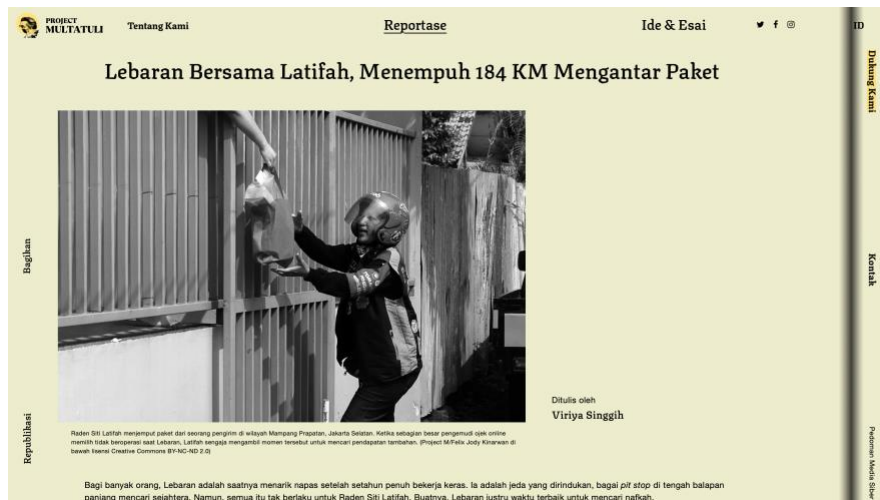 PROJECT
MULTATULI
Tentang Kami
Reportase
Ide & Esai
ID
Lebaran Bersama Latifah, Menempuh 184 KM Mengantar Paket
Dukung Kami
Bagikan
Kontak
Republikasi
Pedoman Media Siber
Ditulis oleh
Viriya Singgih
Raden Siti Latifah menjemput paket dari seorang pengirim di wilayah Mampang Prapatan, Jakarta Selatan. Ketika sebagian besar pengemudi ojek online
memilih tidak beroperasi saat Lebaran, Latifah sengaja mengambil momen tersebut untuk mencari pendapatan tambahan. (Project M/Felix Jody Kinarwan di
bawah lisensi Creative Commons BY-NC-ND 2.0)
Bagi banyak orang, Lebaran adalah saatnya menarik napas setelah setahun penuh bekerja keras. Ia adalah jeda yang dirindukan, bagai pit stop di tengah balapan
panjang mencari sejahtera. Namun, semua itu tak berlaku untuk Raden Siti Latifah. Buatnya, Lebaran justru waktu terbaik untuk mencari nafkah.